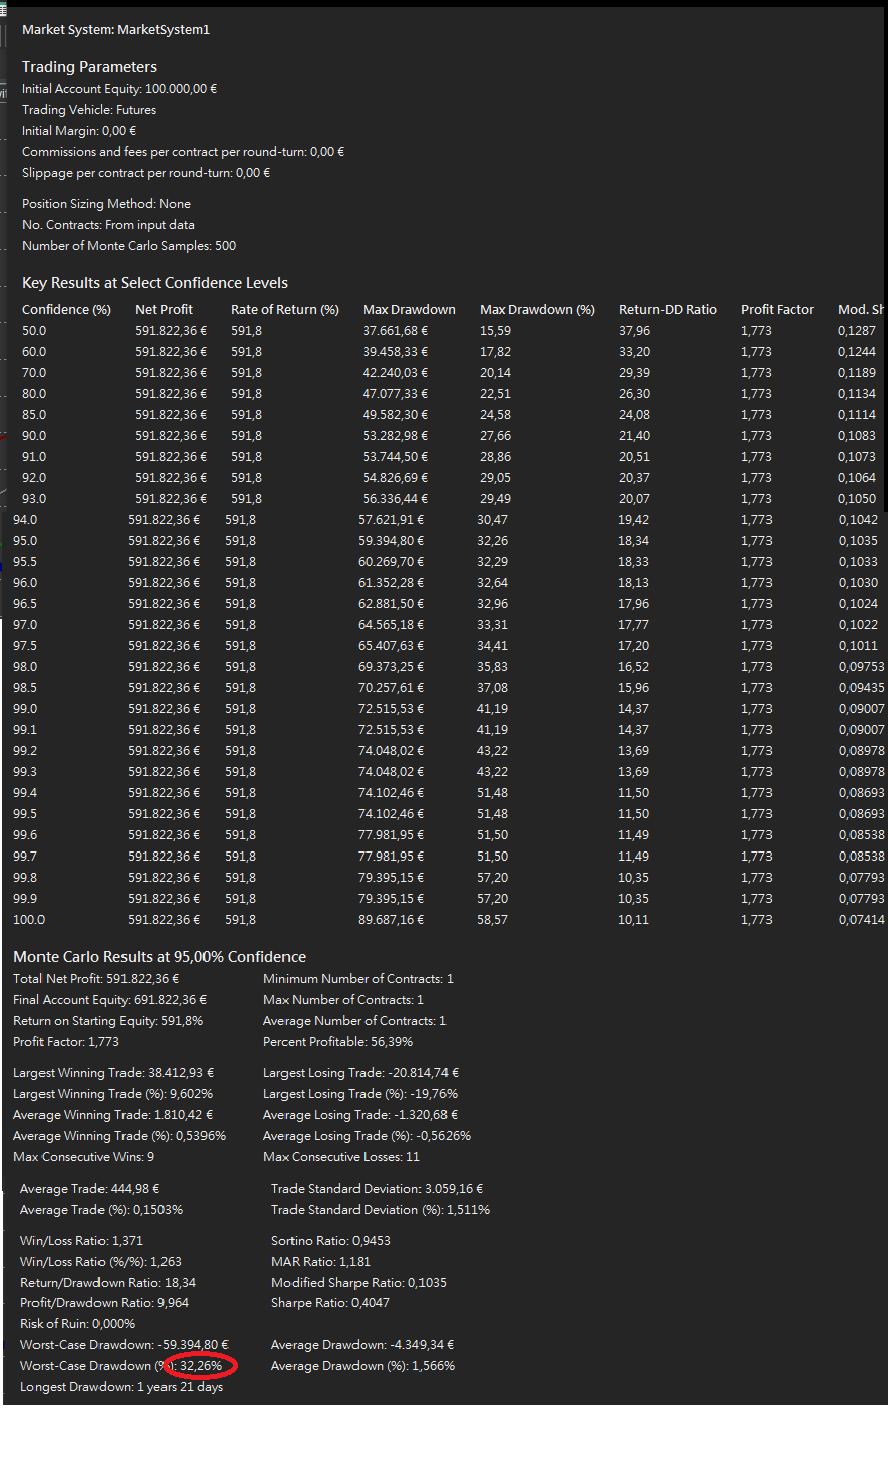 Market System: MarketSystem1
Trading Parameters
Initial Account Equity: 100.000,00 €
Trading Vehicle: Futures
Initial Margin: 0,00 €
Commissions and fees per contract per round-turn: 0,00 €
Slippage per contract per round-turn: 0,00 €
Position Sizing Method: None
No. Contracts: From input data
Number of Monte Carlo Samples: 500
Key Results at Select Confidence Levels
Confidence (%) Net Profit Rate of Return (%) Max Drawdown Max Drawdown (%) Return-DD Ratio Profit Factor Mod. Sh
50.0 591.822,36 € 591,8 37.661,68 € 15,59 37,96 1,773 0,1287
60.0 591.822,36 € 591,8 39.458,33 € 17,82 33,20 1,773 0,1244
70.0 591.822,36 € 591,8 42.240,03 € 20,14 29,39 1,773 0,1189
80.0 591.822,36 € 591,8 47.077,33 € 22,51 26,30 1,773 0,1134
85.0 591.822,36 € 591,8 49.582,30 € 24,58 24,08 1,773 0,1114
90.0 591.822,36 € 591,8 53.282,98 € 27,66 21,40 1,773 0,1083
91.0 591.822,36 € 591,8 53.744,50 € 28,86 20,51 1,773 0,1073
92.0 591.822,36 € 591,8 54.826,69 € 29,05 20,37 1,773 0,1064
93.0 591.822,36 € 591,8 56.336,44 € 29,49 20,07 1,773 0,1050
94.0 591.822,36 € 591,8 57.621,91 € 30,47 19,42 1,773 0,1042
95.0 591.822,36 € 591,8 59.394,80 € 32,26 18,34 1,773 0,1035
95.5 591.822,36 € 591,8 60.269,70 € 32,29 18,33 1,773 0,1033
96.0 591.822,36 € 591,8 61.352,28 € 32,64 18,13 1,773 0,1030
96.5 591.822,36 € 591,8 62.881,50 € 32,96 17,96 1,773 0,1024
97.0 591.822,36 € 591,8 64.565,18 € 33,31 17,77 1,773 0,1022
97.5 591.822,36 € 591,8 65.407,63 € 34,41 17,20 1,773 0,1011
98.0 591.822,36 € 591,8 69.373,25 € 35,83 16,52 1,773 0,09753
98.5 591.822,36 € 591,8 70.257,61 € 37,08 15,96 1,773 0,09435
99.0 591.822,36 € 591,8 72.515,53 € 41,19 14,37 1,773 0,09007
99.1 591.822,36 € 591,8 72.515,53 € 41,19 14,37 1,773 0,09007
99.2 591.822,36 € 591,8 74.048,02 € 43,22 13,69 1,773 0,08978
99.3 591.822,36 € 591,8 74.048,02 € 43,22 13,69 1,773 0,08978
99.4 591.822,36 € 591,8 74.102,46 € 51,48 11,50 1,773 0,08693
99.5 591.822,36 € 591,8 74.102,46 € 51,48 11,50 1,773 0,08693
99.6 591.822,36 € 591,8 77.981,95 € 51,50 11,49 1,773 0,08538
99.7 591.822,36 € 591,8 77.981,95 € 51,50 11,49 1,773 0,08538
99.8 591.822,36 € 591,8 79.395,15 € 57,20 10,35 1,773 0,07793
99.9 591.822,36 € 591,8 79.395,15 € 57,20 10,35 1,773 0,07793
100.0 591.822,36 € 591,8 89.687,16 € 58,57 10,11 1,773 0,07414
Monte Carlo Results at 95,00% Confidence
Total Net Profit: 591.822,36 € Minimum Number of Contracts: 1
Final Account Equity: 691.822,36 € Max Number of Contracts: 1
Return on Starting Equity: 591,8% Average Number of Contracts: 1
Profit Factor: 1,773 Percent Profitable: 56,39%
Largest Winning Trade: 38.412,93 € Largest Losing Trade: -20.814,74 €
Largest Winning Trade (%): 9,602% Largest Losing Trade (%): -19,76%
Average Winning Trade: 1.810,42 € Average Losing Trade: -1.320,68 €
Average Winning Trade (%): 0,5396% Average Losing Trade (%): -0,5626%
Max Consecutive Wins: 9 Max Consecutive Losses: 11
Average Trade: 444,98 € Trade Standard Deviation: 3.059,16 €
Average Trade (%): 0,1503% Trade Standard Deviation (%): 1,511%
Win/Loss Ratio: 1,371 Sortino Ratio: 0,9453
Win/Loss Ratio (%/%): 1,263 MAR Ratio: 1,181
Return/Drawdown Ratio: 18,34 Modified Sharpe Ratio: 0,1035
Profit/Drawdown Ratio: 9,964 Sharpe Ratio: 0,4047
Risk of Ruin: 0,000%
Worst-Case Drawdown: -59.394,80 € Average Drawdown: -4.349,34 €
Worst-Case Drawdown (%): 32,26% Average Drawdown (%): 1,566%
Longest Drawdown: 1 years 21 days